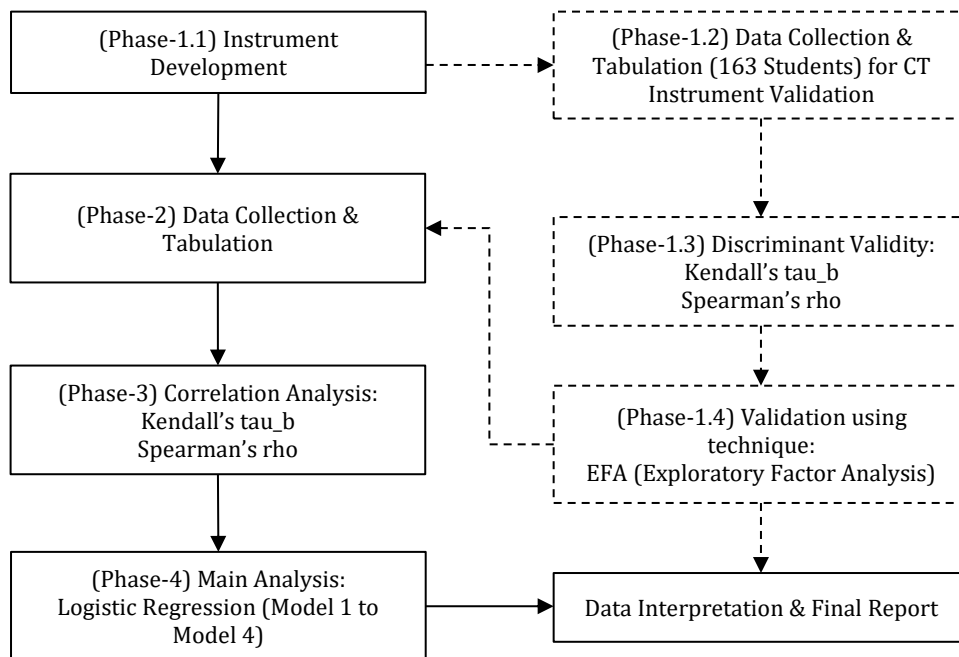 (Phase-1.1) Instrument
Development
(Phase-1.2) Data Collection &
Tabulation (163 Students) for CT
Instrument Validation
(Phase-2) Data Collection &
Tabulation
(Phase-1.3) Discriminant Validity:
Kendall’s tau_b
Spearman’s rho
(Phase-3) Correlation Analysis:
Kendall’s tau_b
Spearman’s rho
(Phase-1.4) Validation using
technique:
EFA (Exploratory Factor Analysis)
(Phase-4) Main Analysis:
Logistic Regression (Model 1 to
Model 4)
Data Interpretation & Final Report